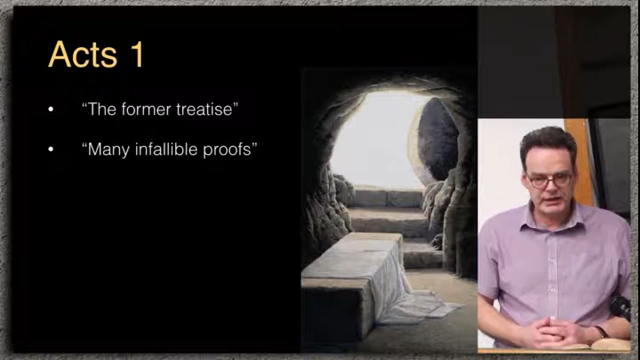 Acts 1
• “The former treatise”
• “Many infallible proofs”